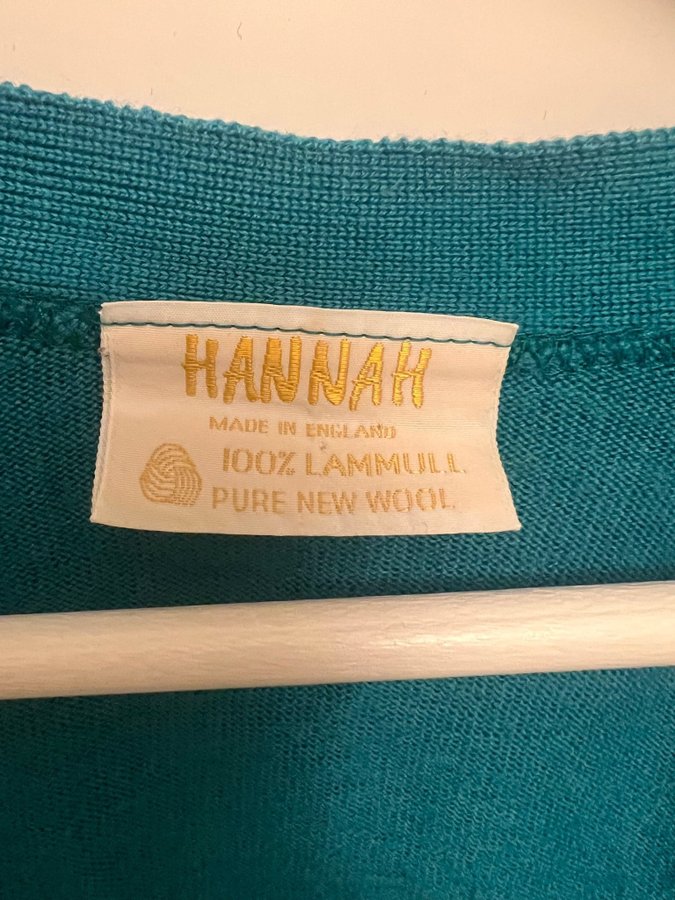 HANNAH
MADE IN ENGLAND
100% LAMMULL
PURE NEW WOOL